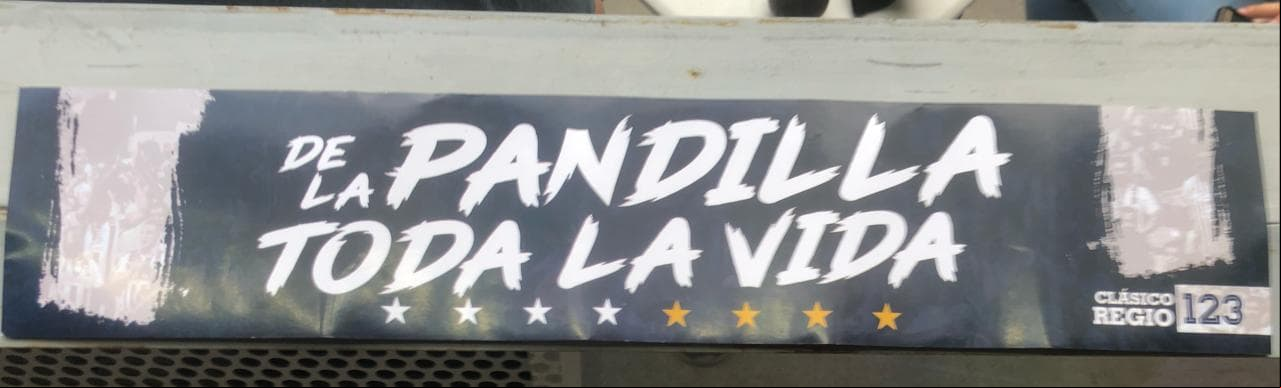 DE LA PANDILLA
TODA LA VIDA
CLÁSICO
REGIO 123